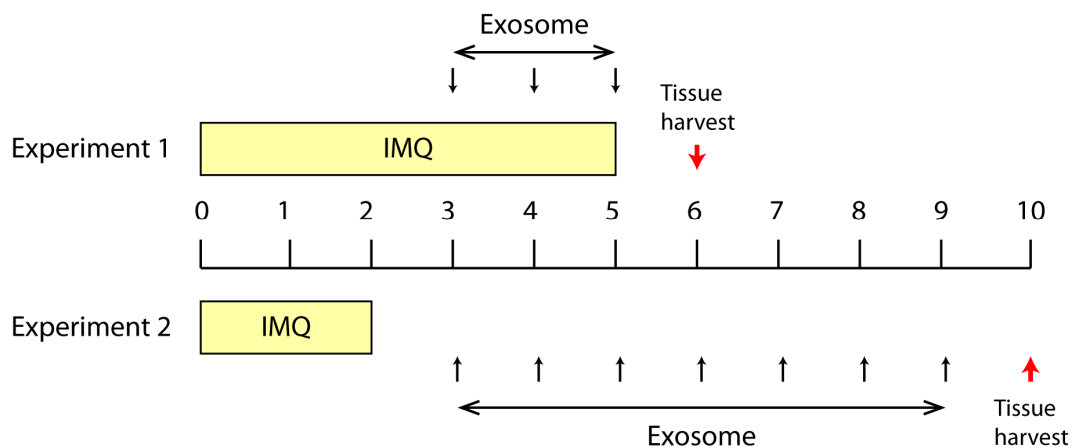 Exosome
Tissue
harvest
Experiment 1
IMQ
0 1 2 3 4 5 6 7 8 9 10
Experiment 2
IMQ
Exosome
Tissue
harvest